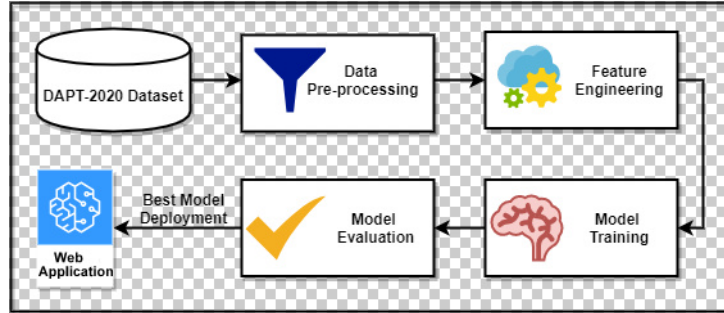 DAPT-2020 Dataset
Data
Pre-processing
Feature
Engineering
Model
Training
Model
Evaluation
Best Model
Deployment
Web
Application